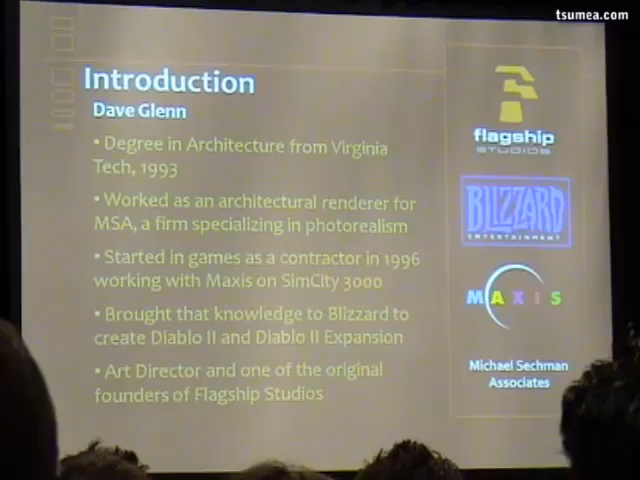 tsumea.com
Introduction
Dave Glenn
• Degree in Architecture from Virginia
Tech, 1993
• Worked as an architectural renderer for
MSA, a firm specializing in photorealism
• Started in games as a contractor in 1996
working with Maxis on SimCity 3000
• Brought that knowledge to Blizzard to
create Diablo II and Diablo II Expansion
• Art Director and one of the original
founders of Flagship Studios
flagship
STUDIOS
BLIZZARD
ENTERTAINMENT
MAXIS
Michael Sechman
Associates